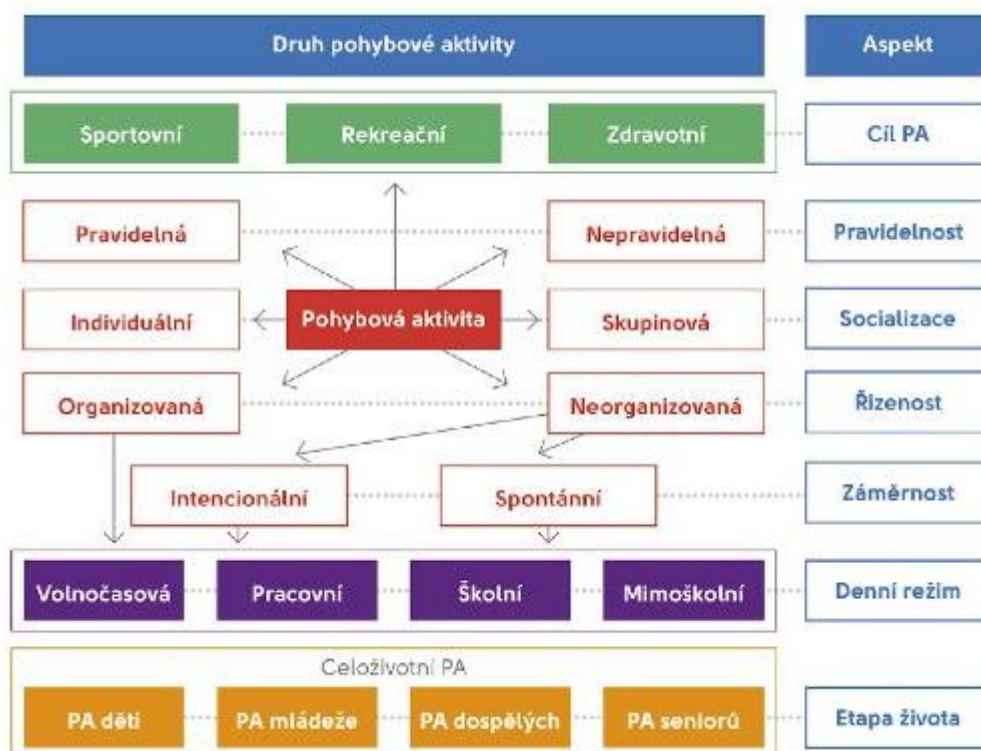 Druh pohybové aktivity
Aspekt
Sportovní
Rekreační
Zdravotní
Cíl PA
Pravidelná
Nepravidelná
Pravidelnost
Individuální
Pohybová aktivita
Skupinová
Socializace
Organizovaná
Neorganizovaná
Řízenost
Intencionální
Spontánní
Záměrnost
Volnočasová
Pracovní
Školní
Mimoškolní
Denní režim
Celoživotní PA
PA dětí
PA mládeže
PA dospělých
PA seniorů
Etapa života